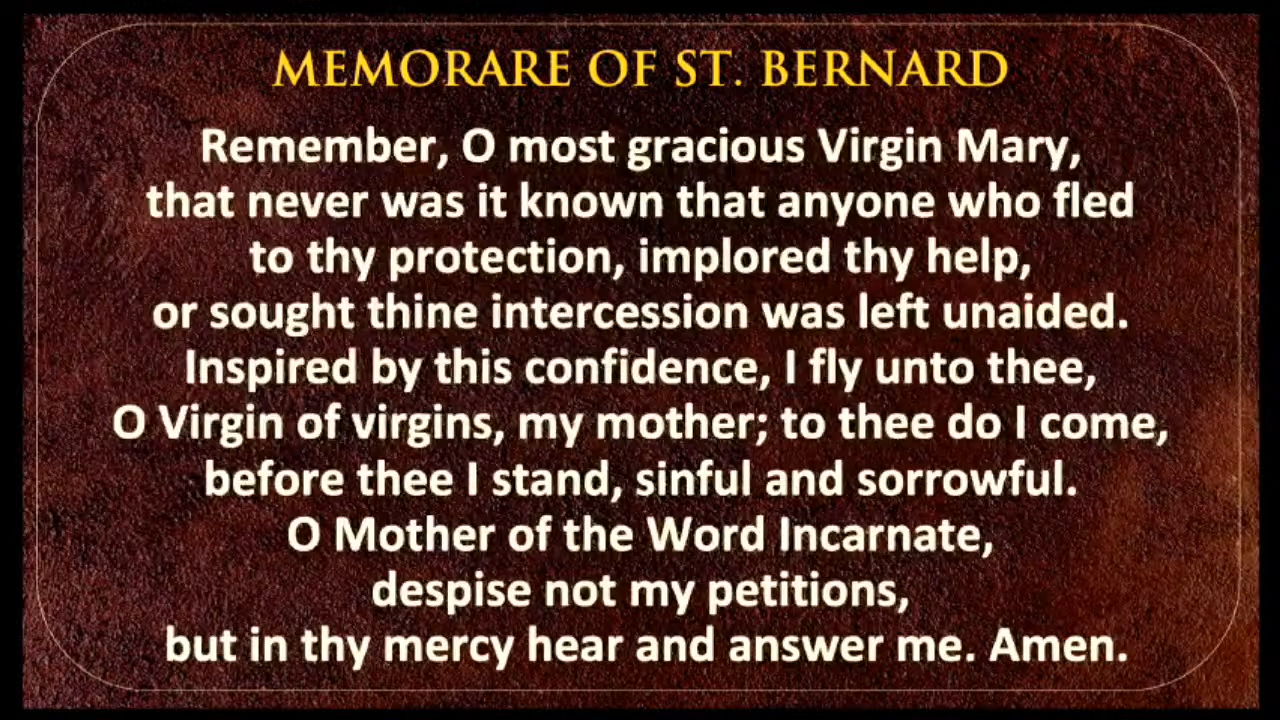 MEMORARE OF ST. BERNARD
Remember, O most gracious Virgin Mary,
that never was it known that anyone who fled
to thy protection, implored thy help,
or sought thine intercession was left unaided.
Inspired by this confidence, I fly unto thee,
O Virgin of virgins, my mother; to thee do I come,
before thee I stand, sinful and sorrowful.
O Mother of the Word Incarnate,
despise not my petitions,
but in thy mercy hear and answer me. Amen.